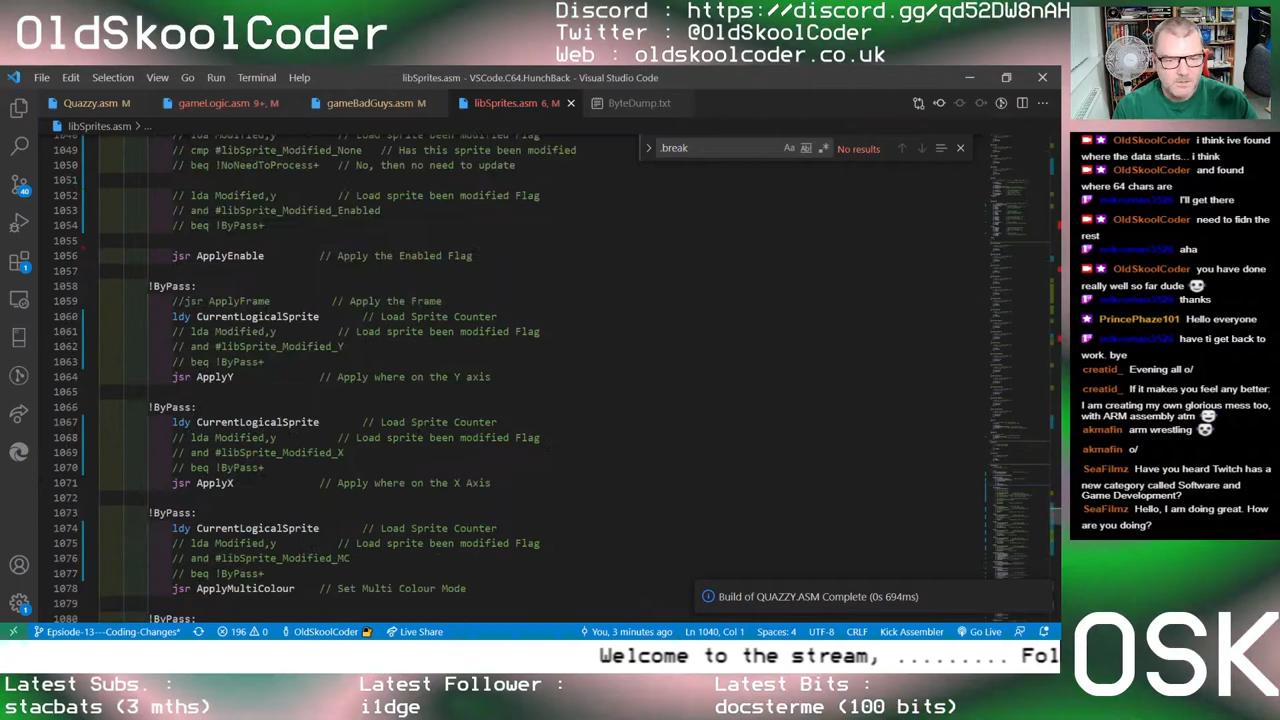 OldSkoolCoder
Discord : https://discord.gg/qd52DW8nAH
Twitter : @OldSkoolCoder
Web : oldskoolcoder.co.uk
File Edit Selection View Go Run Terminal Help
libSprites.asm - VSCode.C64.HunchBack - Visual Studio Code
Quazzy.asm M
gameLogic.asm 9+, M
gameBadGuys.asm M
libSprites.asm 6, M
ByteDump.txt
libSprites.asm > ...
.break
No results
1048 // lda Modified,y // Load sprite been modified Flag
1049 // cmp #libSprite_Modified_None // Has this sprite been modified
1050 // beq !NoNeedToProcess+ // No, then no need to update
1051
1052 // lda Modified,y // Load sprite been modified Flag
1053 // and #libSprite_Modified_Enabled
1054 // beq !ByPass+
1055
1056 jsr ApplyEnable // Apply the Enabled Flag
1057
1058 !ByPass:
1059 //jsr ApplyFrame // Apply the Frame
1060 ldy CurrentLogicalSprite // Load Sprite Counter
1061 // lda Modified,y // Load sprite been modified Flag
1062 // and #libSprite_Modified_Y
1063 // beq !ByPass+
1064 jsr ApplyY // Apply where on the Y axis
1065
1066 !ByPass:
1067 ldy CurrentLogicalSprite // Load Sprite Counter
1068 // lda Modified,y // Load sprite been modified Flag
1069 // and #libSprite_Modified_X
1070 // beq !ByPass+
1071 jsr ApplyX // Apply where on the X Axis
1072
1073 !ByPass:
1074 ldy CurrentLogicalSprite // Load Sprite Counter
1075 // lda Modified,y // Load sprite been modified Flag
1076 // and #libSprite_Modified_MC
1077 // beq !ByPass+
1078 jsr ApplyMultiColour // Set Multi Colour Mode
1079
1080 !ByPass:
Build of QUAZZY.ASM Complete (0s 694ms)
40
1
1
Epsiode-13---Coding-Changes* 196 0 OldSkoolCoder Live Share You, 3 minutes ago Ln 1040, Col 1 Spaces: 4 UTF-8 CRLF Kick Assembler Go Live
OldSkoolCoder i think ive found
where the data starts... i think
OldSkoolCoder and found
where 64 chars are
I'll get there
OldSkoolCoder need to fidn the
rest
aha
OldSkoolCoder you have done
really well so far dude
thanks
PrincePhaze101 Hello everyone
have ti get back to
work. bye
creatid_ Evening all o/
creatid_ If it makes you feel any better.
I am creating my own glorious mess too,
with ARM assembly atm
akmafin arm wrestling
akmafin o/
SeaFilmz Have you heard Twitch has a
new category called Software and
Game Development?
SeaFilmz Hello, I am doing great. How
are you doing?
OSK
Welcome to the stream, ......... Fol
Latest Subs. :
stacbats (3 mths)
Latest Follower :
i1dge
Latest Bits :
docsterme (100 bits)